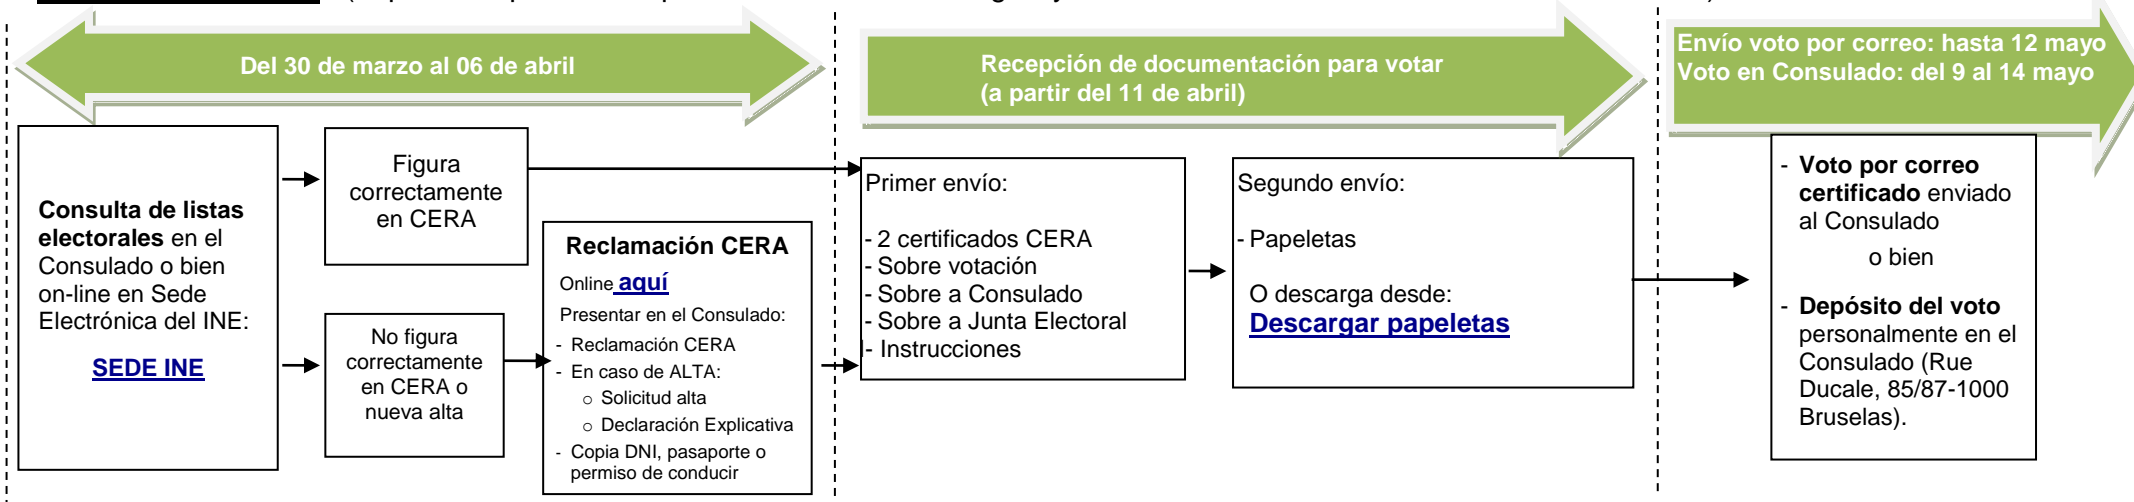 Del 30 de marzo al 06 de abril
Recepción de documentación para votar
(a partir del 11 de abril)
Envío voto por correo: hasta 12 mayo
Voto en Consulado: del 9 al 14 mayo
Consulta de listas
electorales en el
Consulado o bien
on-line en Sede
Electrónica del INE:
SEDE INE
Figura
correctamente
en CERA
No figura
correctamente
en CERA o
nueva alta
Reclamación CERA
Online aquí
Presentar en el Consulado:
- Reclamación CERA
- En caso de ALTA:
o Solicitud alta
o Declaración Explicativa
- Copia DNI, pasaporte o
permiso de conducir
Primer envío:
- 2 certificados CERA
- Sobre votación
- Sobre a Consulado
- Sobre a Junta Electoral
- Instrucciones
Segundo envío:
- Papeletas
O descarga desde:
Descargar papeletas
- Voto por correo
certificado enviado
al Consulado
o bien
- Depósito del voto
personalmente en el
Consulado (Rue
Ducale, 85/87-1000
Bruselas).